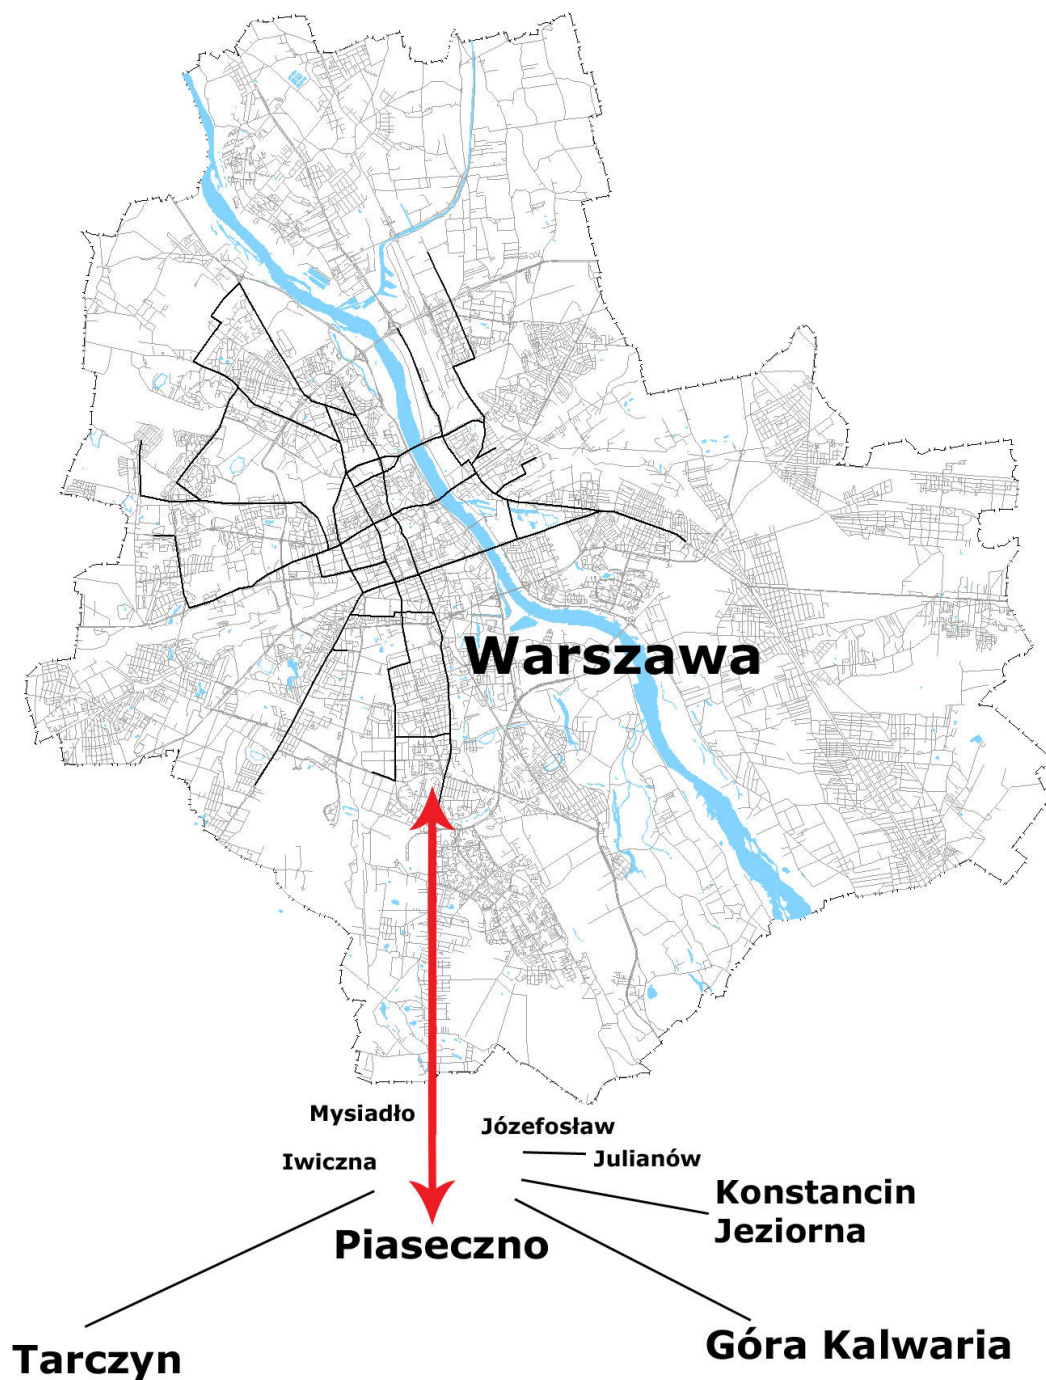 Warszawa
Mysiadło
Józefosław
Iwiczna
Julianów
Konstancin
Jeziorna
Piaseczno
Góra Kalwaria
Tarczyn